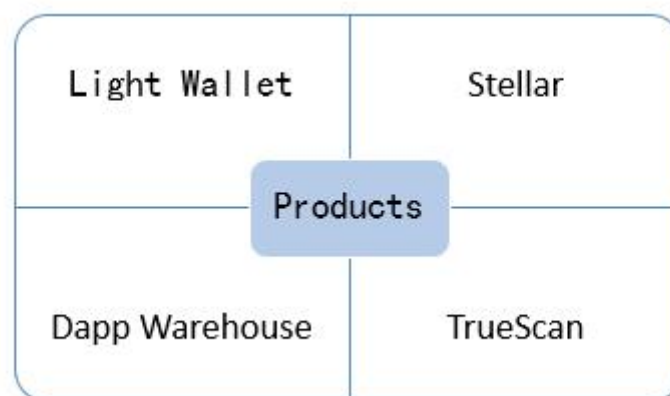 Light Wallet
Stellar
Products
Dapp Warehouse
TrueScan